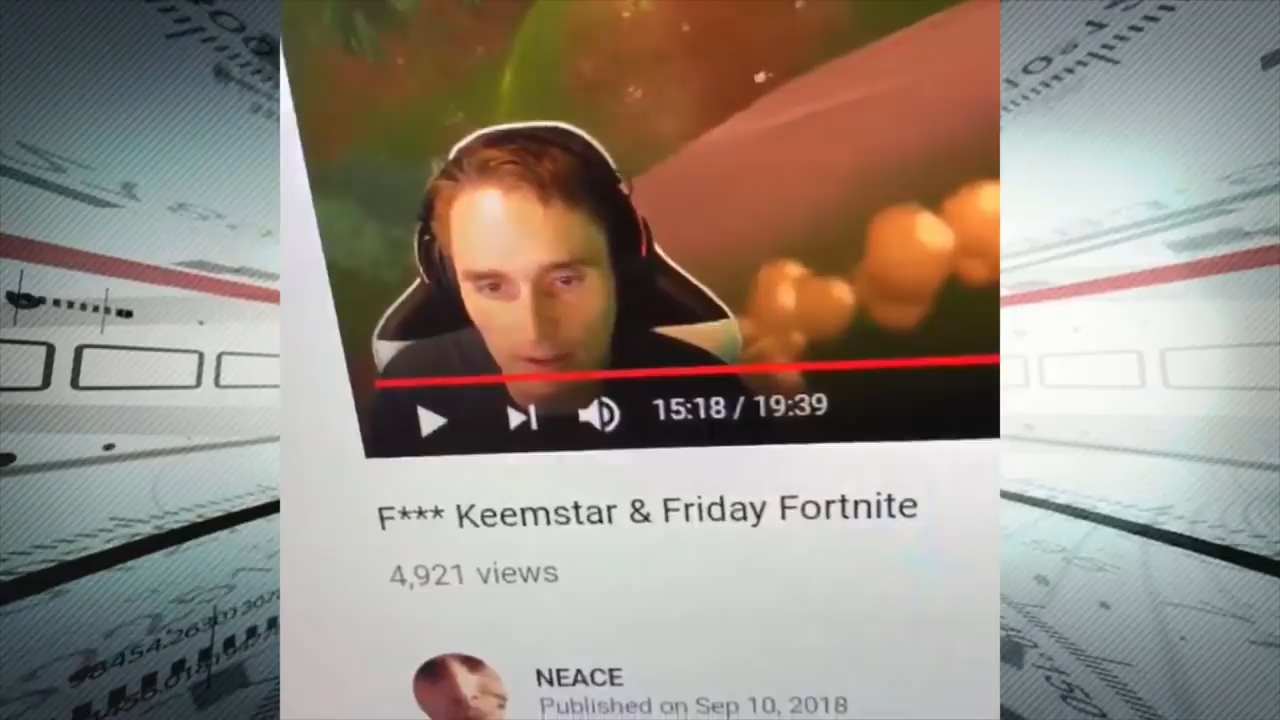 15:18 / 19:39
F*** Keemstar & Friday Fortnite
4,921 views
NEACE
Published on Sep 10, 2018